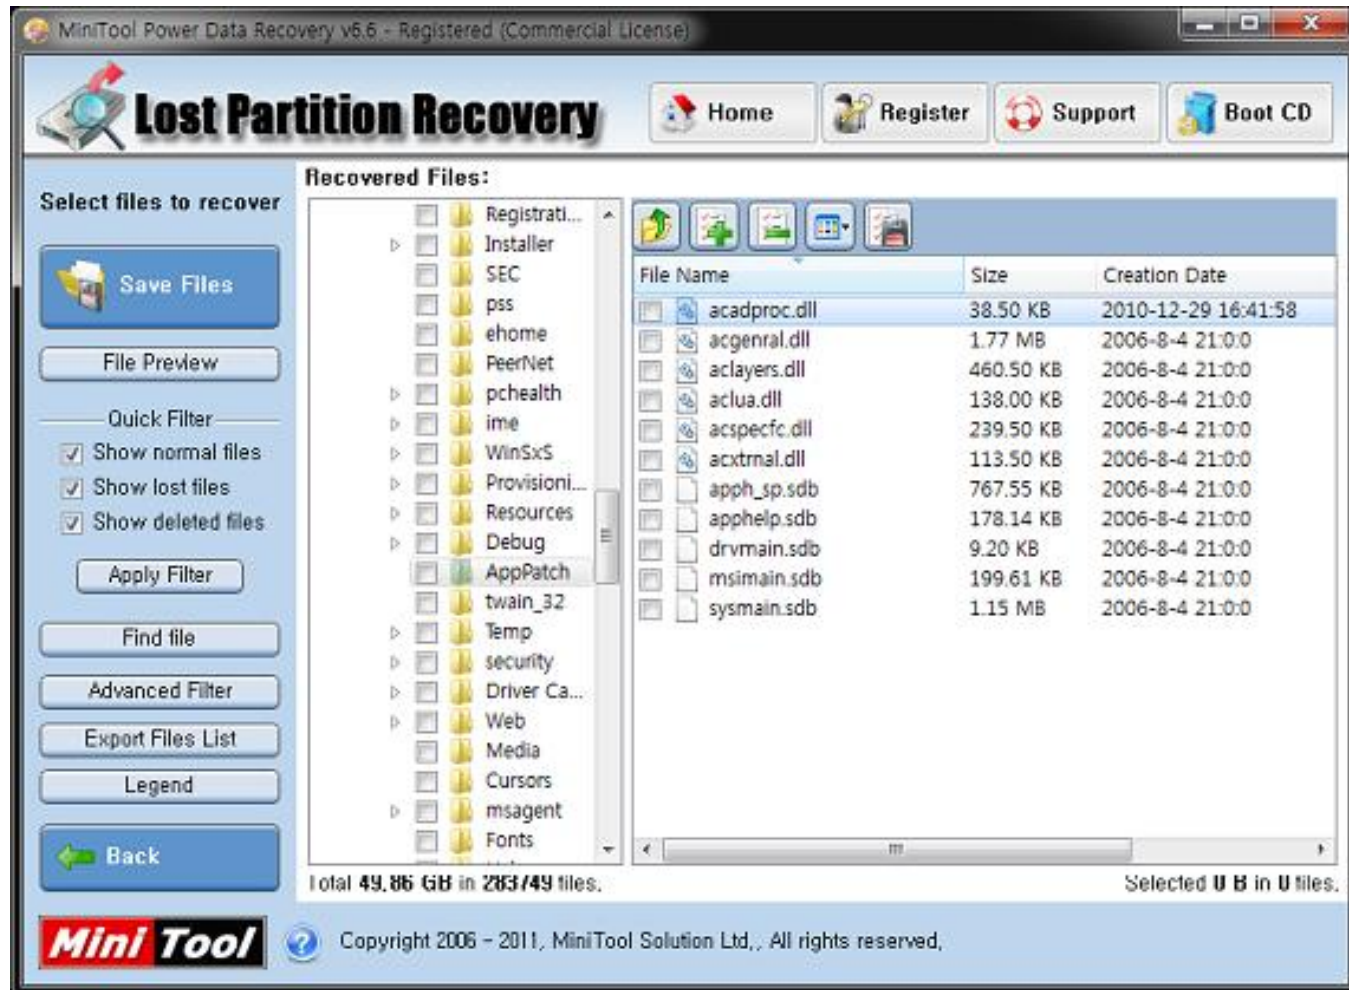 MiniTool Power Data Recovery v6.6 - Registered (Commercial License)
Lost Partition Recovery
Home
Register
Support
Boot CD
Select files to recover
Save Files
File Preview
Quick Filter
Show normal files
Show lost files
Show deleted files
Apply Filter
Find file
Advanced Filter
Export Files List
Legend
Back
Recovered Files:
Registrati...
Installer
SEC
pss
ehome
PeerNet
pchealth
ime
WinSxS
Provisioni...
Resources
Debug
AppPatch
twain_32
Temp
security
Driver Ca...
Web
Media
Cursors
msagent
Fonts
File Name Size Creation Date
acadproc.dll 38.50 KB 2010-12-29 16:41:58
acgenral.dll 1.77 MB 2006-8-4 21:0:0
aclayers.dll 460.50 KB 2006-8-4 21:0:0
aclua.dll 138.00 KB 2006-8-4 21:0:0
acspecfc.dll 239.50 KB 2006-8-4 21:0:0
acxtrnal.dll 113.50 KB 2006-8-4 21:0:0
apph_sp.sdb 767.55 KB 2006-8-4 21:0:0
apphelp.sdb 178.14 KB 2006-8-4 21:0:0
drvmain.sdb 9.20 KB 2006-8-4 21:0:0
msimain.sdb 199.61 KB 2006-8-4 21:0:0
sysmain.sdb 1.15 MB 2006-8-4 21:0:0
Total 49.86 GB in 283749 files.
Selected 0 B in 0 files.
Mini Tool
Copyright 2006 - 2011, MiniTool Solution Ltd,, All rights reserved,